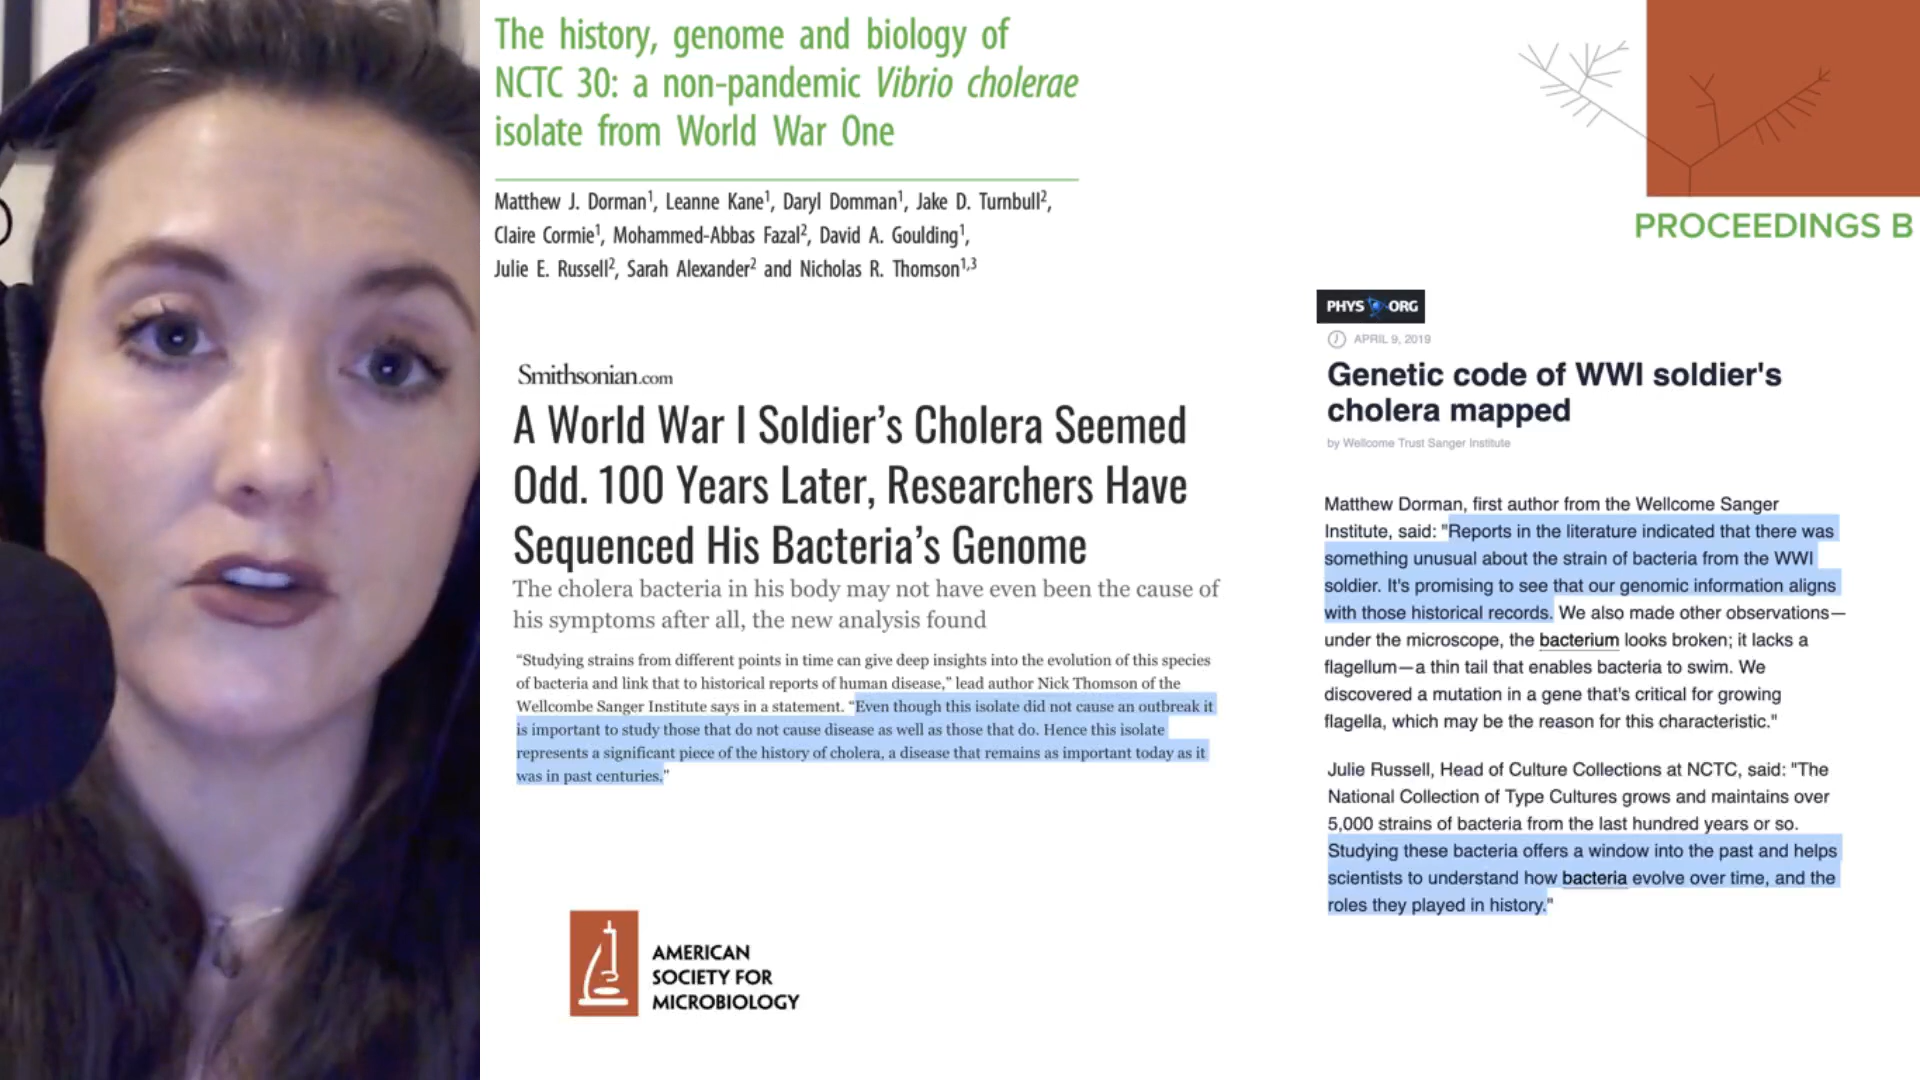 The history, genome and biology of
NCTC 30: a non-pandemic Vibrio cholerae
isolate from World War One
Matthew J. Dorman1, Leanne Kane1, Daryl Domman1, Jake D. Turnbull2,
Claire Cormie1, Mohammed-Abbas Fazal2, David A. Goulding1,
Julie E. Russell2, Sarah Alexander2 and Nicholas R. Thomson1,3
PROCEEDINGS B
Smithsonian.com
A World War I Soldier’s Cholera Seemed
Odd. 100 Years Later, Researchers Have
Sequenced His Bacteria’s Genome
The cholera bacteria in his body may not have even been the cause of
his symptoms after all, the new analysis found
“Studying strains from different points in time can give deep insights into the evolution of this species
of bacteria and link that to historical reports of human disease,” lead author Nick Thomson of the
Wellcombe Sanger Institute says in a statement. “Even though this isolate did not cause an outbreak it
is important to study those that do not cause disease as well as those that do. Hence this isolate
represents a significant piece of the history of cholera, a disease that remains as important today as it
was in past centuries.”
AMERICAN
SOCIETY FOR
MICROBIOLOGY
PHYS ORG
APRIL 9, 2019
Genetic code of WWI soldier's
cholera mapped
by Wellcome Trust Sanger Institute
Matthew Dorman, first author from the Wellcome Sanger
Institute, said: "Reports in the literature indicated that there was
something unusual about the strain of bacteria from the WWI
soldier. It's promising to see that our genomic information aligns
with those historical records. We also made other observations—
under the microscope, the bacterium looks broken; it lacks a
flagellum—a thin tail that enables bacteria to swim. We
discovered a mutation in a gene that's critical for growing
flagella, which may be the reason for this characteristic."
Julie Russell, Head of Culture Collections at NCTC, said: "The
National Collection of Type Cultures grows and maintains over
5,000 strains of bacteria from the last hundred years or so.
Studying these bacteria offers a window into the past and helps
scientists to understand how bacteria evolve over time, and the
roles they played in history."